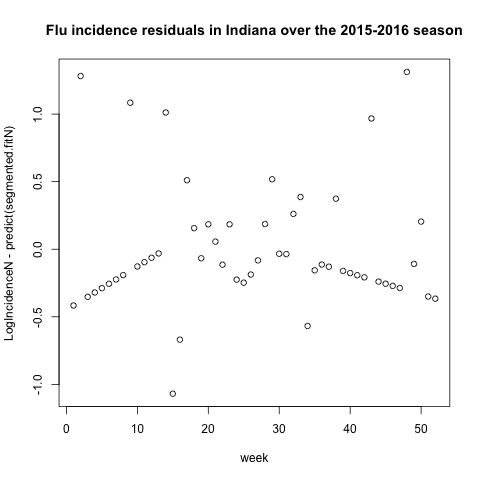 Flu incidence residuals in Indiana over the 2015-2016 season
LogIncidenceN - predict(segmented.fitN)
1.0
0.5
0.0
-0.5
-1.0
0 10 20 30 40 50
week